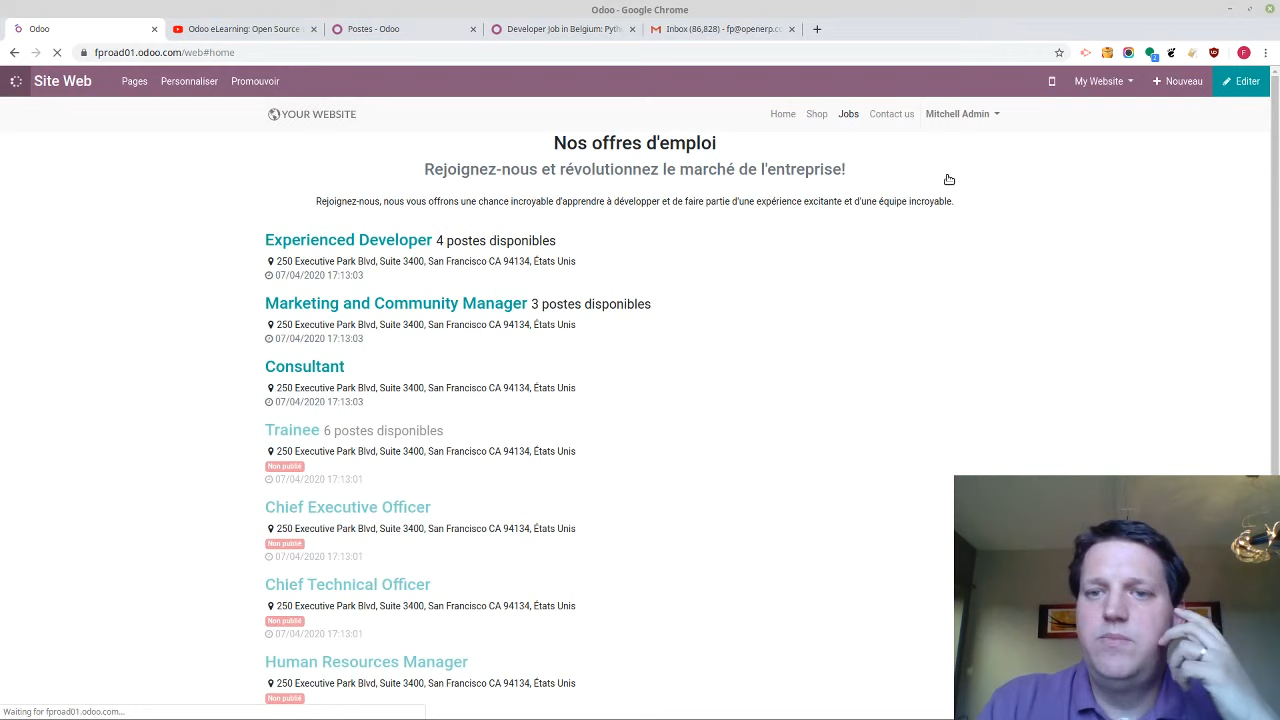 Odoo - Google Chrome
Odoo
Odoo eLearning: Open Source
Postes - Odoo
Developer Job in Belgium: Pyth
Inbox (86,828) - fp@openerp.c
fproad01.odoo.com/web#home
F
2
Site Web
Pages
Personnaliser
Promouvoir
My Website
Nouveau
Editer
YOUR WEBSITE
Home
Shop
Jobs
Contact us
Mitchell Admin
Nos offres d'emploi
Rejoignez-nous et révolutionnez le marché de l'entreprise!
Rejoignez-nous, nous vous offrons une chance incroyable d'apprendre à développer et de faire partie d'une expérience excitante et d'une équipe incroyable.
Experienced Developer 4 postes disponibles
250 Executive Park Blvd, Suite 3400, San Francisco CA 94134, États Unis
07/04/2020 17:13:03
Marketing and Community Manager 3 postes disponibles
250 Executive Park Blvd, Suite 3400, San Francisco CA 94134, États Unis
07/04/2020 17:13:03
Consultant
250 Executive Park Blvd, Suite 3400, San Francisco CA 94134, États Unis
07/04/2020 17:13:03
Trainee 6 postes disponibles
250 Executive Park Blvd, Suite 3400, San Francisco CA 94134, États Unis
Non publié
07/04/2020 17:13:01
Chief Executive Officer
250 Executive Park Blvd, Suite 3400, San Francisco CA 94134, États Unis
Non publié
07/04/2020 17:13:01
Chief Technical Officer
250 Executive Park Blvd, Suite 3400, San Francisco CA 94134, États Unis
Non publié
07/04/2020 17:13:01
Human Resources Manager
250 Executive Park Blvd, Suite 3400, San Francisco CA 94134, États Unis
Non publié
Waiting for fproad01.odoo.com...